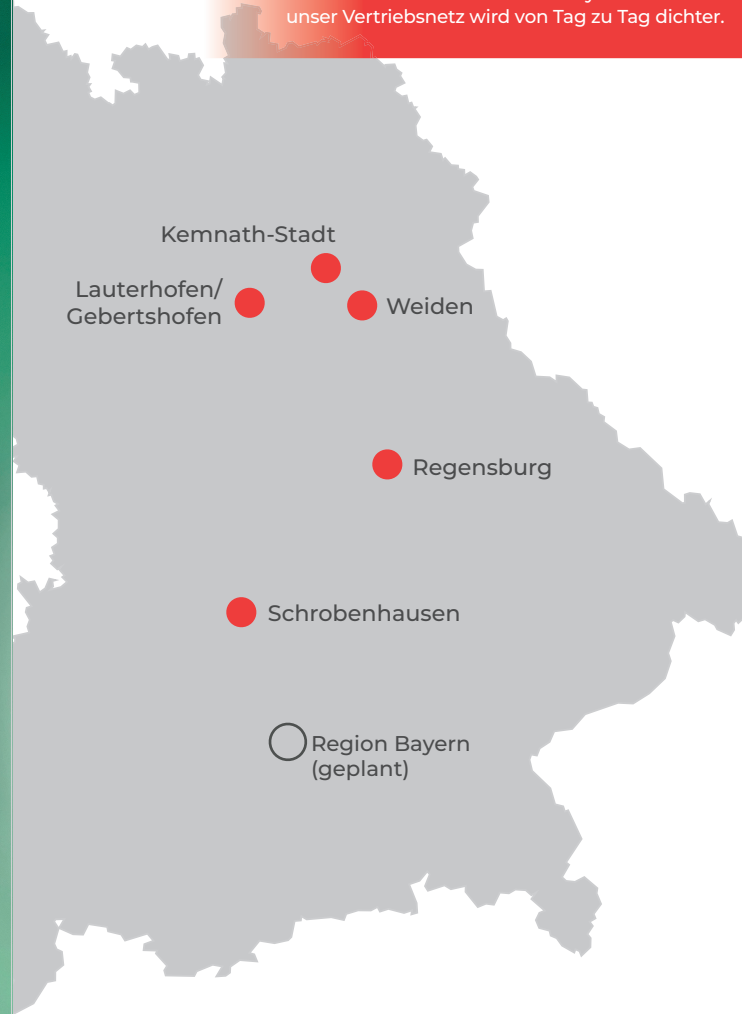 unser Vertriebsnetz wird von Tag zu Tag dichter.
Kemnath-Stadt
Lauterhofen/
Gebertshofen
Weiden
Regensburg
Schrobenhausen
Region Bayern
(geplant)